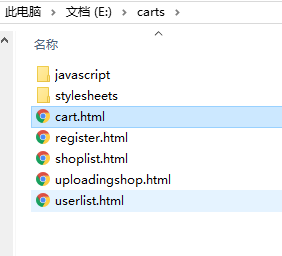 此电脑 文档 (E:) carts
名称
javascript
stylesheets
cart.html
register.html
shoplist.html
uploadingshop.html
userlist.html